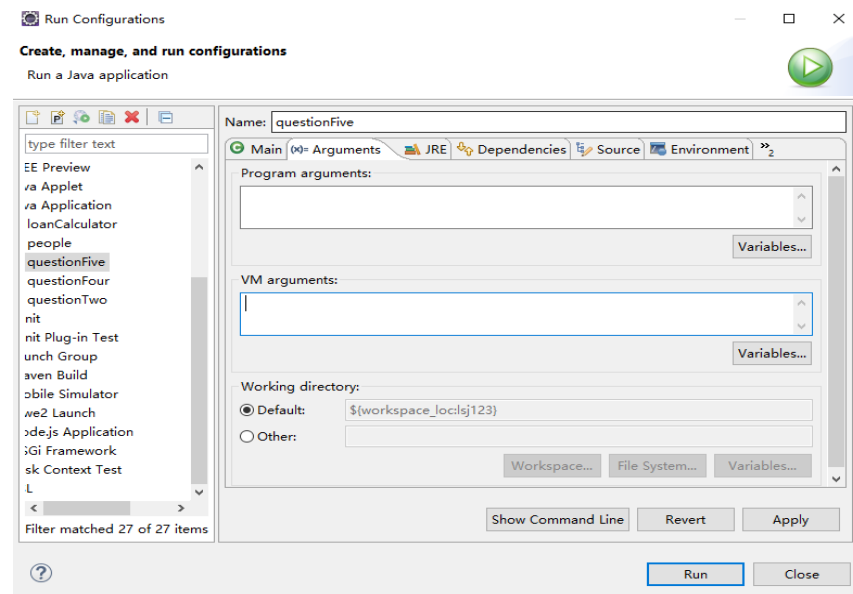 Run Configurations
Create, manage, and run configurations
Run a Java application
Name: questionFive
type filter text
Main (x)= Arguments JRE Dependencies Source Environment »2
EE Preview
va Applet
va Application
loanCalculator
people
questionFive
questionFour
questionTwo
nit
nit Plug-in Test
unch Group
aven Build
obile Simulator
we2 Launch
ode.js Application
Gi Framework
sk Context Test
L
Filter matched 27 of 27 items
Program arguments:
Variables...
VM arguments:
Variables...
Working directory:
Default: ${workspace_loc:lsj123}
Other:
Workspace... File System... Variables...
Show Command Line Revert Apply
? Run Close